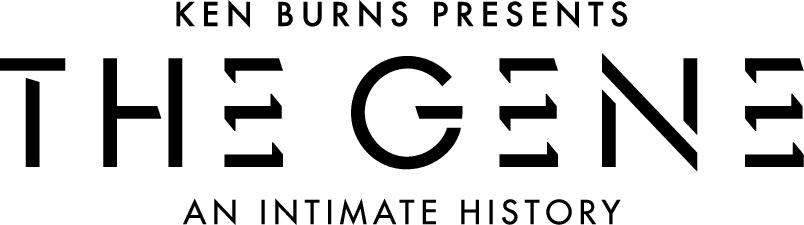 KEN BURNS PRESENTS
THE GENE
AN INTIMATE HISTORY